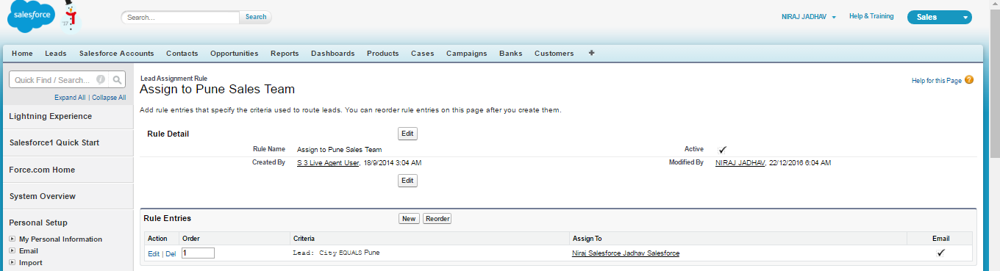 salesforce
'17
Search...
Search
NIRAJ JADHAV
Help & Training
Sales
Home Leads Salesforce Accounts Contacts Opportunities Reports Dashboards Products Cases Campaigns Banks Customers +
Quick Find / Search...
Expand All | Collapse All
Lightning Experience
Salesforce1 Quick Start
Force.com Home
System Overview
Personal Setup
My Personal Information
Email
Import
Lead Assignment Rule
Assign to Pune Sales Team
Help for this Page ?
Add rule entries that specify the criteria used to route leads. You can reorder rule entries on this page after you create them.
Rule Detail Edit
Rule Name Assign to Pune Sales Team Active
Created By S 3 Live Agent User, 18/9/2014 3:04 AM Modified By NIRAJ JADHAV, 22/12/2016 6:04 AM
Edit
Rule Entries New Reorder
Action Order Criteria Assign To Email
Edit | Del 1 Lead: City EQUALS Pune Niraj Salesforce Jadhav Salesforce